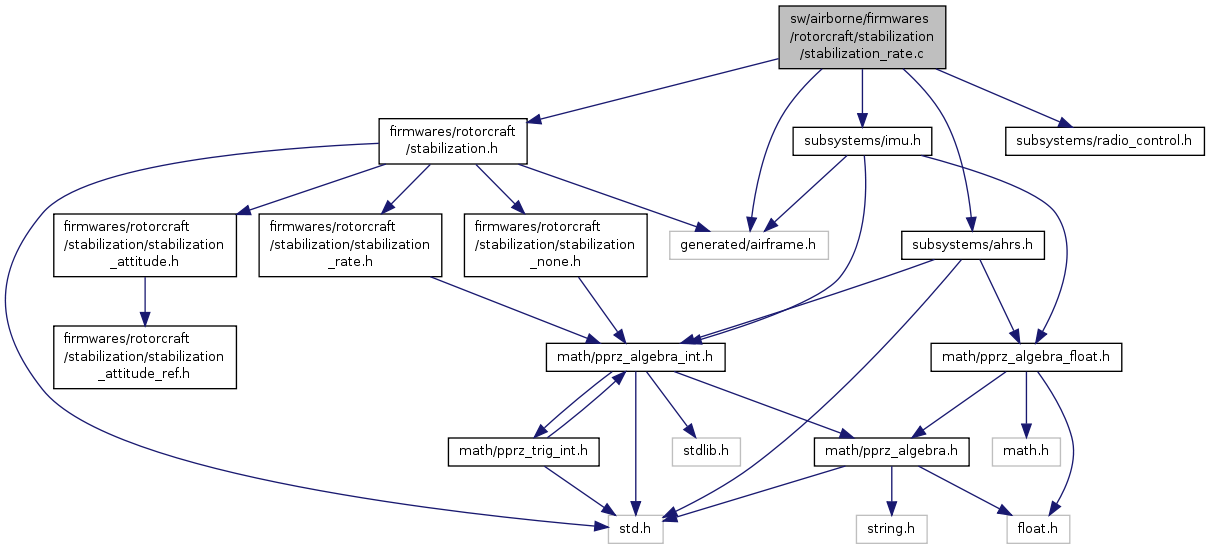 sw/airborne/firmwares
/rotorcraft/stabilization
/stabilization_rate.c
firmwares/rotorcraft
/stabilization.h
subsystems/imu.h
subsystems/radio_control.h
firmwares/rotorcraft
/stabilization/stabilization
_attitude.h
firmwares/rotorcraft
/stabilization/stabilization
_rate.h
firmwares/rotorcraft
/stabilization/stabilization
_none.h
generated/airframe.h
subsystems/ahrs.h
firmwares/rotorcraft
/stabilization/stabilization
_attitude_ref.h
math/pprz_algebra_int.h
math/pprz_algebra_float.h
math/pprz_trig_int.h
stdlib.h
math/pprz_algebra.h
math.h
std.h
string.h
float.h